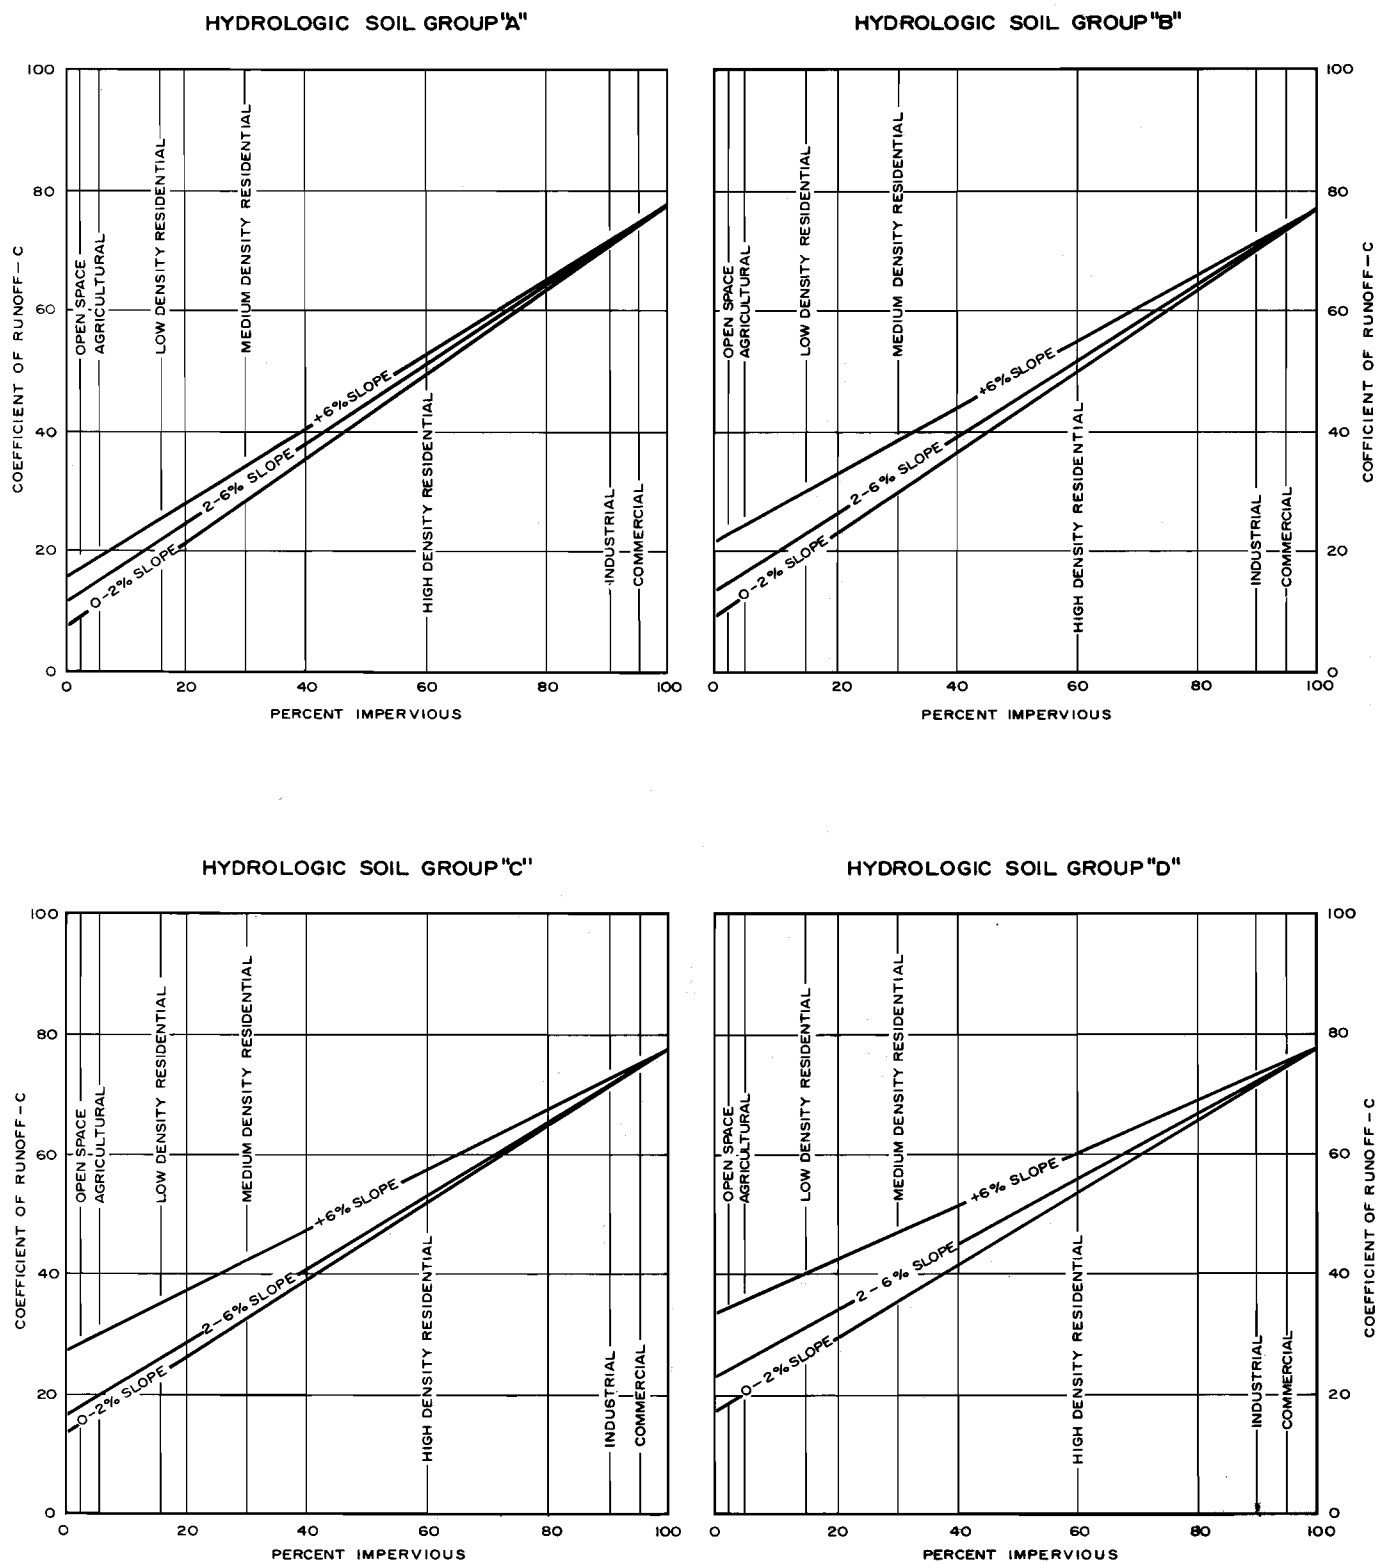 HYDROLOGIC SOIL GROUP "A"
100
80
60
40
20
0
COEFFICIENT OF RUNOFF-C
OPEN SPACE
AGRICULTURAL
LOW DENSITY RESIDENTIAL
MEDIUM DENSITY RESIDENTIAL
HIGH DENSITY RESIDENTIAL
INDUSTRIAL
COMMERCIAL
+6% SLOPE
2-6% SLOPE
0-2% SLOPE
0 20 40 60 80 100
PERCENT IMPERVIOUS
HYDROLOGIC SOIL GROUP "B"
100
80
60
40
20
0
COFFICIENT OF RUNOFF-C
OPEN SPACE
AGRICULTURAL
LOW DENSITY RESIDENTIAL
MEDIUM DENSITY RESIDENTIAL
HIGH DENSITY RESIDENTIAL
INDUSTRIAL
COMMERCIAL
+6% SLOPE
2-6% SLOPE
0-2% SLOPE
0 20 40 60 80 100
PERCENT IMPERVIOUS
HYDROLOGIC SOIL GROUP "C"
100
80
60
40
20
0
COEFFICIENT OF RUNOFF-C
OPEN SPACE
AGRICULTURAL
LOW DENSITY RESIDENTIAL
MEDIUM DENSITY RESIDENTIAL
HIGH DENSITY RESIDENTIAL
INDUSTRIAL
COMMERCIAL
+6% SLOPE
2-6% SLOPE
0-2% SLOPE
0 20 40 60 80 100
PERCENT IMPERVIOUS
HYDROLOGIC SOIL GROUP "D"
100
80
60
40
20
0
COEFFICIENT OF RUNOFF-C
OPEN SPACE
AGRICULTURAL
LOW DENSITY RESIDENTIAL
MEDIUM DENSITY RESIDENTIAL
HIGH DENSITY RESIDENTIAL
INDUSTRIAL
COMMERCIAL
+6% SLOPE
2-6% SLOPE
0-2% SLOPE
0 20 40 60 80 100
PERCENT IMPERVIOUS